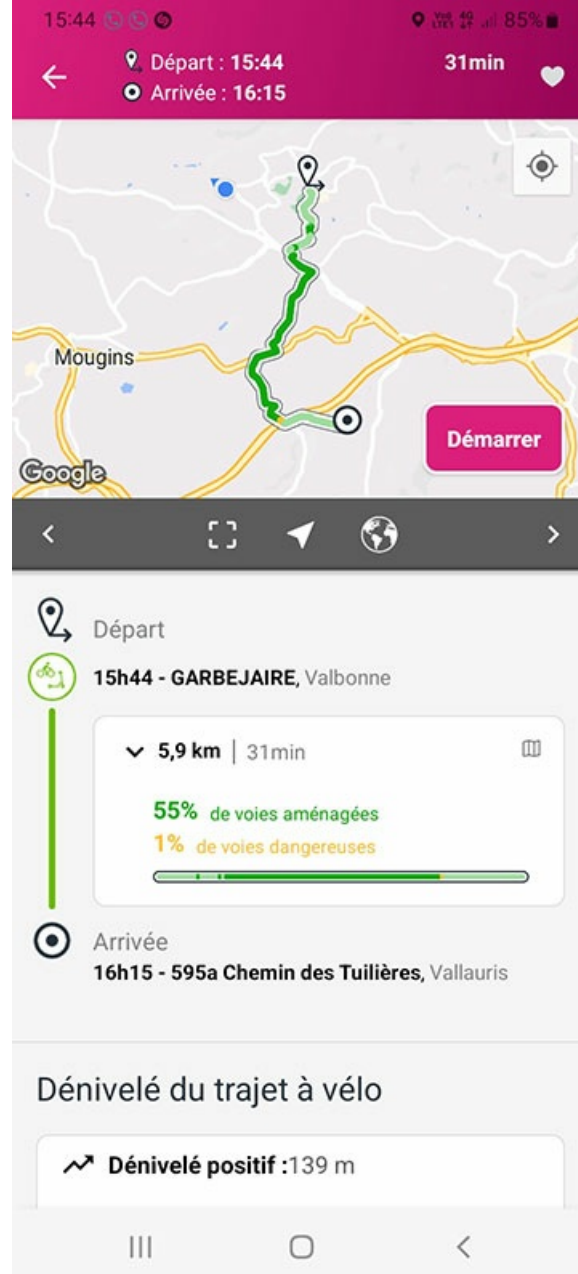 15:44
85%
Départ : 15:44
31min
Arrivée : 16:15
Mougins
Google
Démarrer
Départ
15h44 - GARBEJAIRE, Valbonne
5,9 km | 31min
55% de voies aménagées
1% de voies dangereuses
Arrivée
16h15 - 595a Chemin des Tuilières, Vallauris
Dénivelé du trajet à vélo
Dénivelé positif :139 m